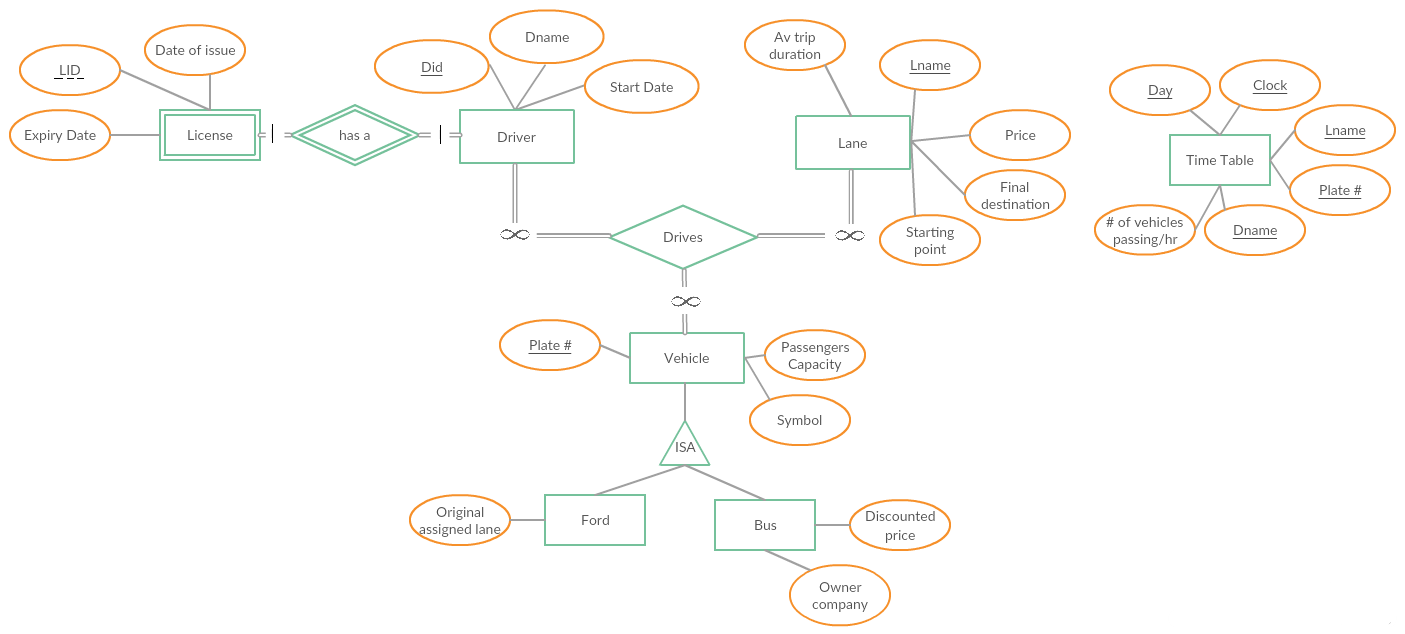 LID
Date of issue
Expiry Date
License
has a
Did
Dname
Start Date
Driver
Av trip
duration
Lname
Price
Final
destination
Starting
point
Lane
Day
Clock
Lname
Plate #
Dname
# of vehicles
passing/hr
Time Table
∞
Drives
∞
∞
Plate #
Vehicle
Passengers
Capacity
Symbol
ISA
Original
assigned lane
Ford
Bus
Discounted
price
Owner
company